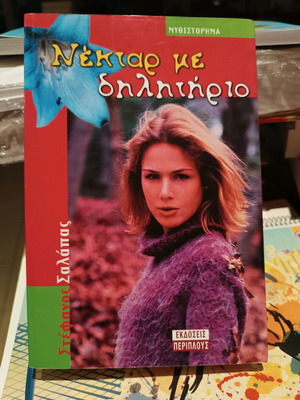 ΜΥΘΙΣΤΟΡΗΜΑ
Νέκταρ με
δηλητήριο
Στέφανος Σαλάπας
ΕΚΔΟΣΕΙΣ
ΠΕΡΙΠΛΟΥΣ